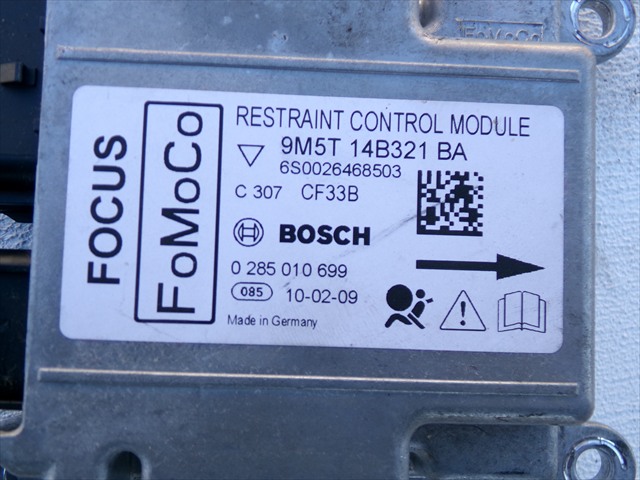 FoMoCo
FOCUS
FoMoCo
RESTRAINT CONTROL MODULE
9M5T 14B321 BA
6S0026468503
C 307 CF33B
BOSCH
0 285 010 699
085 10-02-09
Made in Germany